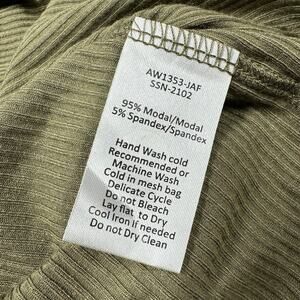 AW1353-JAF
SSN-2102
95% Modal/Modal
5% Spandex/Spandex
Hand Wash cold
Recommended or
Machine Wash
Cold in mesh bag
Delicate Cycle
Do not Bleach
Lay flat to Dry
Cool Iron if needed
Do not Dry Clean